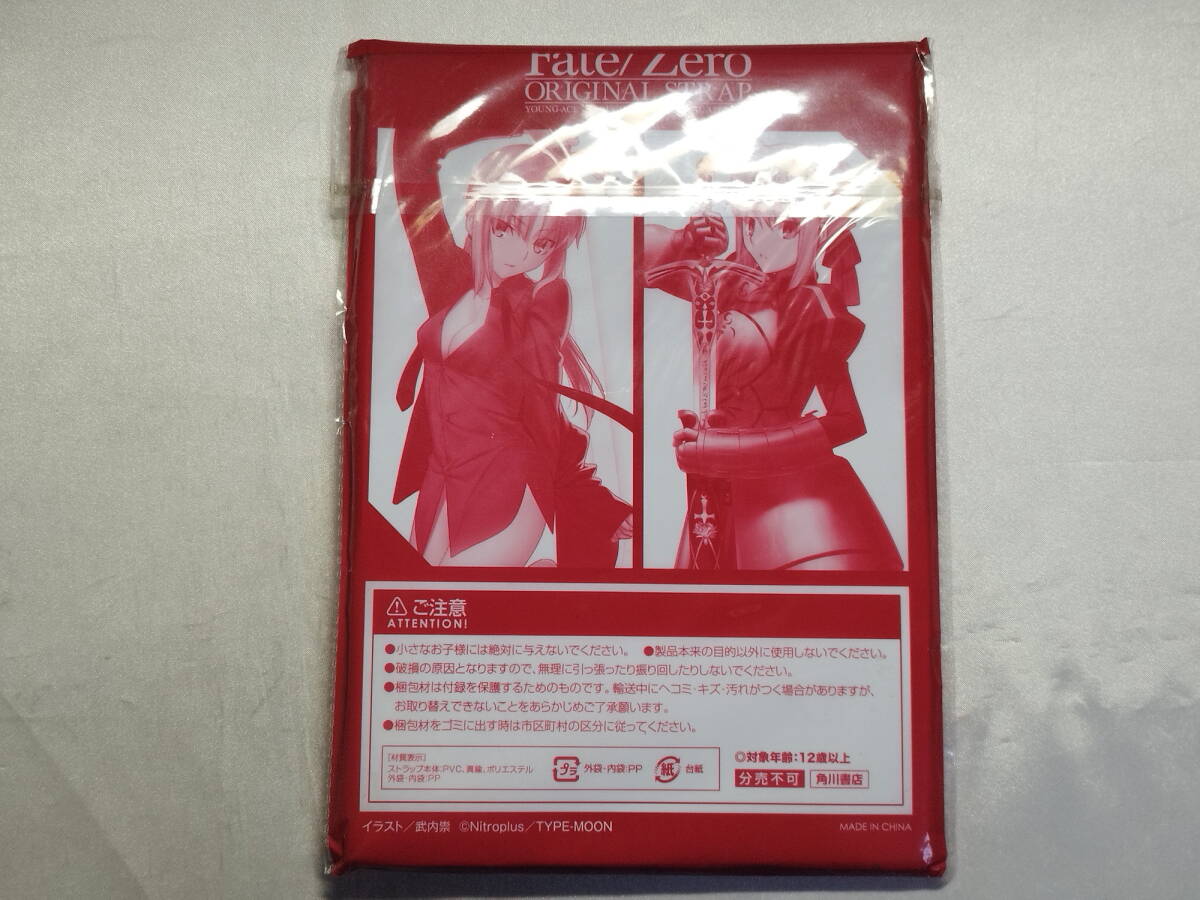 Fate/Zero
ORIGINAL STRAP
YOUNG-ACE
⚠ご注意
ATTENTION!
●小さなお子様には絶対に与えないでください。 ●製品本来の目的以外に使用しないでください。
●破損の原因となりますので、無理に引っ張ったり振り回したりしないでください。
●梱包材は付録を保護するためのものです。輸送中にヘコミ・キズ・汚れがつく場合がありますが、
お取り替えできないことをあらかじめご了承願います。
●梱包材をゴミに出す時は市区町村の区分に従ってください。
[材質表示]
ストラップ本体:PVC、真鍮、ポリエステル
外袋・内袋:PP
プラ 外袋・内袋:PP 紙 台紙
◎対象年齢:12歳以上
分売不可 角川書店
イラスト／武内崇 ©Nitroplus／TYPE-MOON
MADE IN CHINA